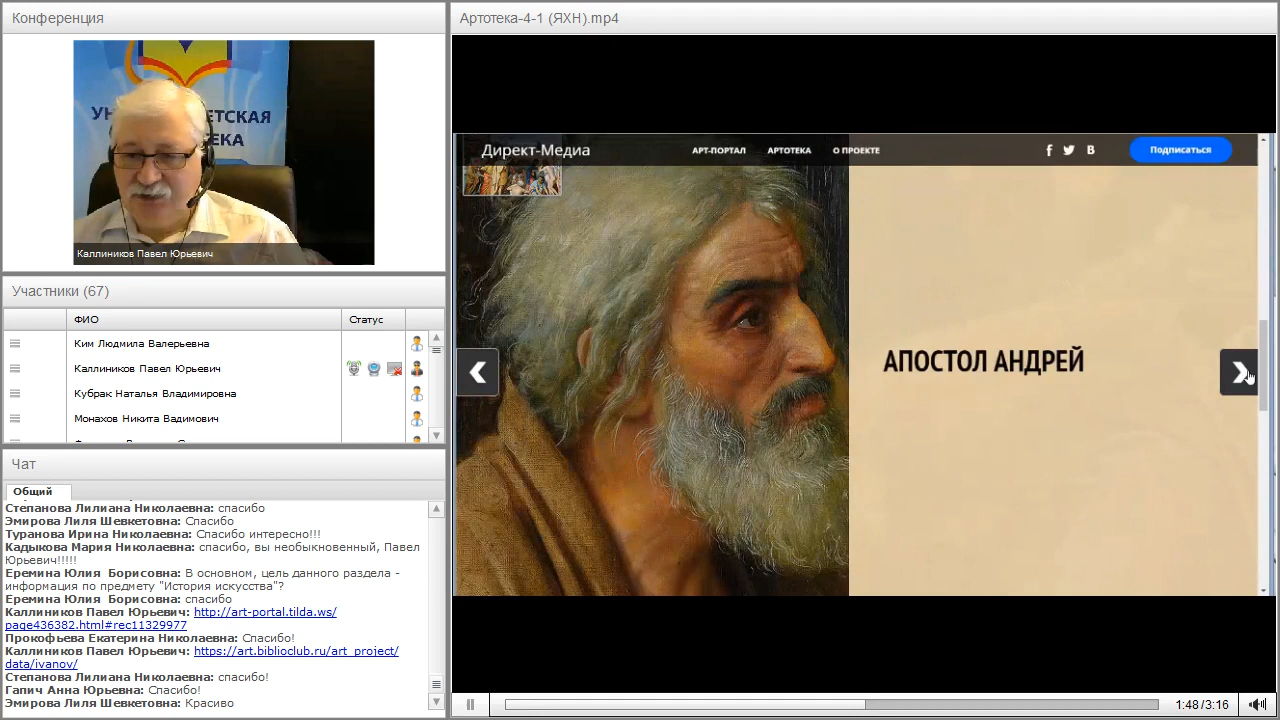 Конференция
УН
ЕТСКАЯ
ЕКА
Каллиников Павел Юрьевич
Участники (67)
ФИО Статус
Ким Людмила Валерьевна
Каллиников Павел Юрьевич
Кубрак Наталья Владимировна
Монахов Никита Вадимович
Чат
Общий
Степанова Лилиана Николаевна: спасибо
Эмирова Лиля Шевкетовна: Спасибо
Туранова Ирина Николаевна: Спасибо интересно!!!
Кадыкова Мария Николаевна: спасибо, вы необыкновенный, Павел
Юрьевич!!!!!
Еремина Юлия Борисовна: В основном, цель данного раздела -
информация по предмету "История искусства"?
Еремина Юлия Борисовна: спасибо
Каллиников Павел Юрьевич: http://art-portal.tilda.ws/
page436382.html#rec11329977
Прокофьева Екатерина Николаевна: Спасибо!
Каллиников Павел Юрьевич: https://art.biblioclub.ru/art_project/
data/ivanov/
Степанова Лилиана Николаевна: спасибо!
Гапич Анна Юрьевна: Спасибо!
Эмирова Лиля Шевкетовна: Красиво
Артотека-4-1 (ЯХН).mp4
Директ-Медиа АРТ-ПОРТАЛ АРТОТЕКА О ПРОЕКТЕ Подписаться
АПОСТОЛ АНДРЕЙ
1:48 /3:16